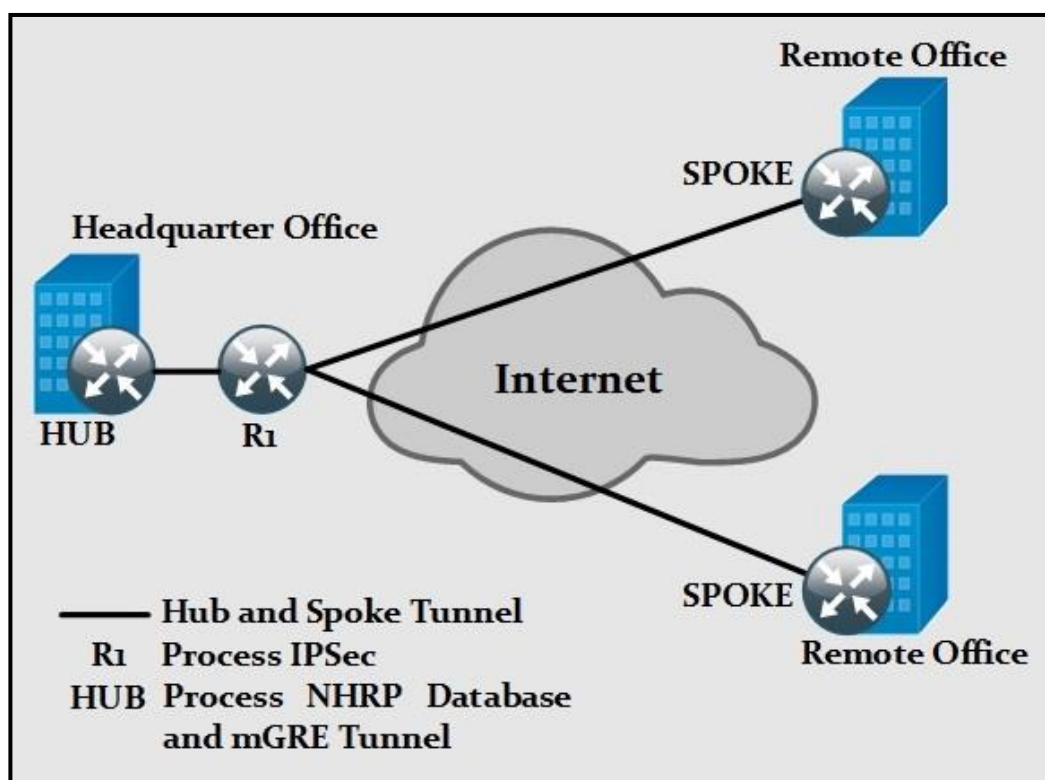 Remote Office
SPOKE
Headquarter Office
Internet
HUB
R1
SPOKE
Remote Office
Hub and Spoke Tunnel
R1 Process IPSec
HUB Process NHRP Database
and mGRE Tunnel